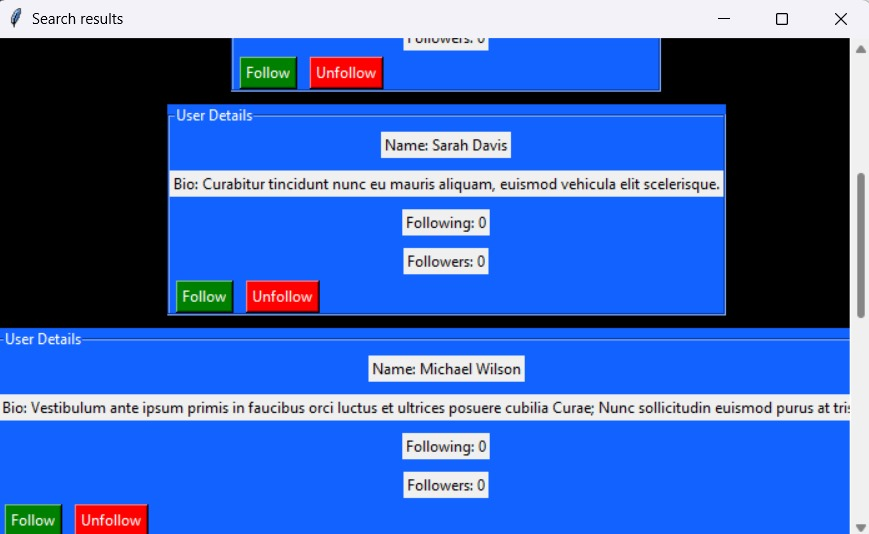 Search results
Followers: 0
Follow Unfollow
User Details
Name: Sarah Davis
Bio: Curabitur tincidunt nunc eu mauris aliquam, euismod vehicula elit scelerisque.
Following: 0
Followers: 0
Follow Unfollow
User Details
Name: Michael Wilson
Bio: Vestibulum ante ipsum primis in faucibus orci luctus et ultrices posuere cubilia Curae; Nunc sollicitudin euismod purus at
Following: 0
Followers: 0
Follow Unfollow